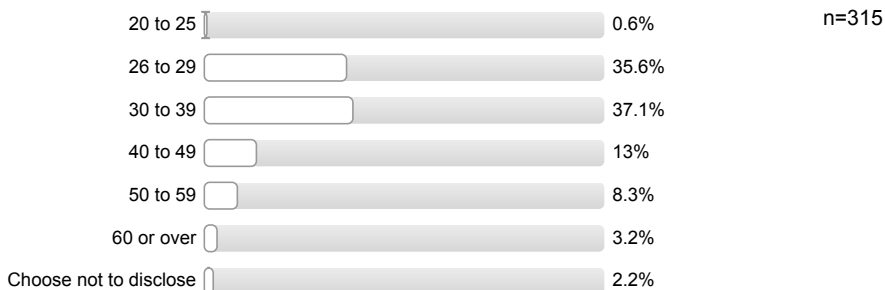 20 to 25 0.6% n=315
26 to 29 35.6%
30 to 39 37.1%
40 to 49 13%
50 to 59 8.3%
60 or over 3.2%
Choose not to disclose 2.2%